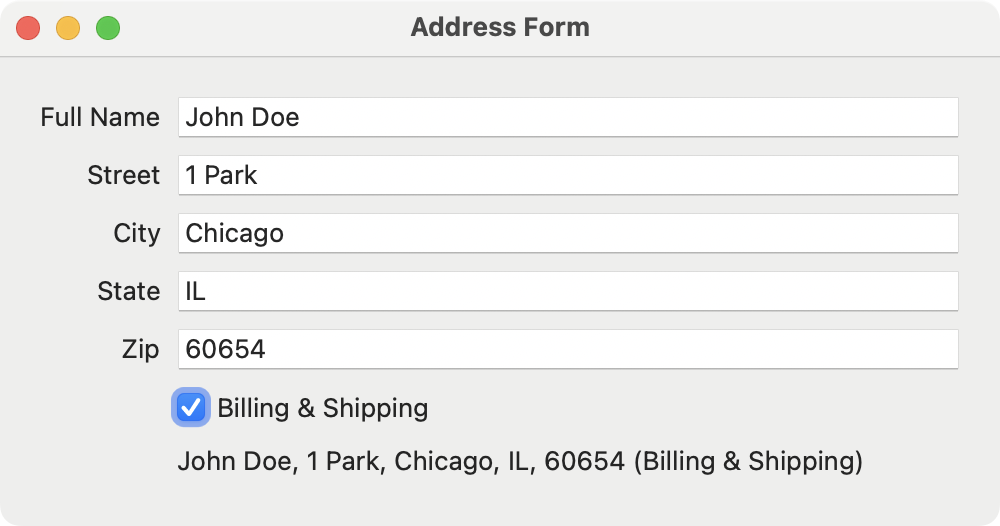 Address Form
Full Name John Doe
Street 1 Park
City Chicago
State IL
Zip 60654
Billing & Shipping
John Doe, 1 Park, Chicago, IL, 60654 (Billing & Shipping)